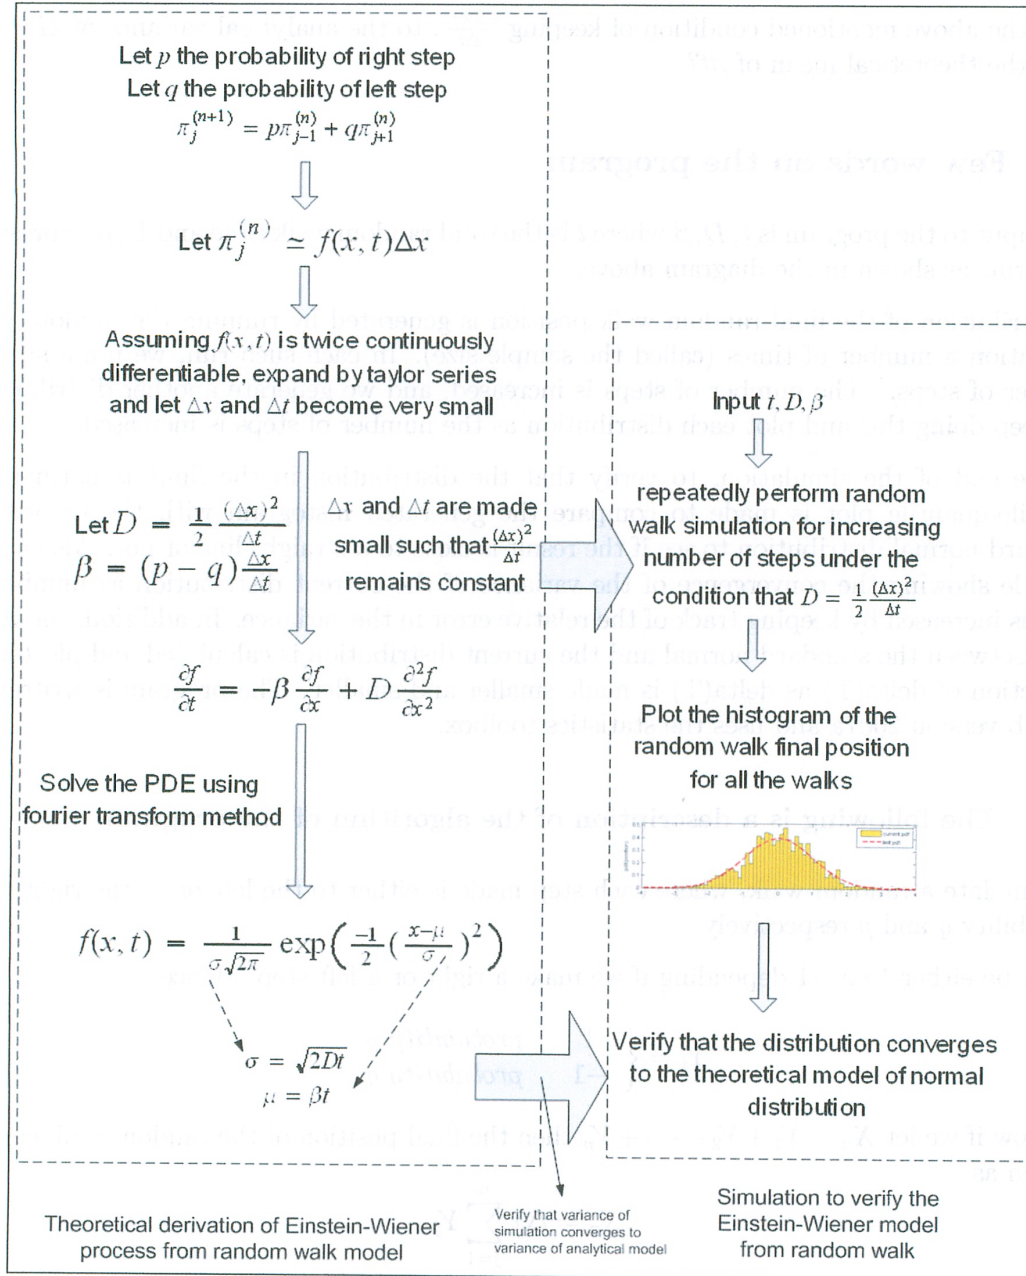 Let p the probability of right step
Let q the probability of left step
π_j^(n+1) = pπ_{j-1}^(n) + qπ_{j+1}^(n)
Let π_j^(n) ≃ f(x, t)Δx
Assuming f(x, t) is twice continuously
differentiable, expand by taylor series
and let Δx and Δt become very small
Let D = 1/2 (Δx)²/Δt
β = (p − q) Δx/Δt
Δx and Δt are made
small such that (Δx)²/Δt
remains constant
∂f/∂t = −β ∂f/∂x + D ∂²f/∂x²
Solve the PDE using
fourier transform method
f(x, t) = 1/(σ√2π) exp(−1/2 ((x−μ)/σ)²)
σ = √2Dt
μ = βt
Theoretical derivation of Einstein-Wiener
process from random walk model
Input t, D, β
repeatedly perform random
walk simulation for increasing
number of steps under the
condition that D = 1/2 (Δx)²/Δt
Plot the histogram of the
random walk final position
for all the walks
current pdf
Verify that the distribution converges
to the theoretical model of normal
distribution
Verify that variance of
simulation converges to
variance of analytical model
Simulation to verify the
Einstein-Wiener model
from random walk